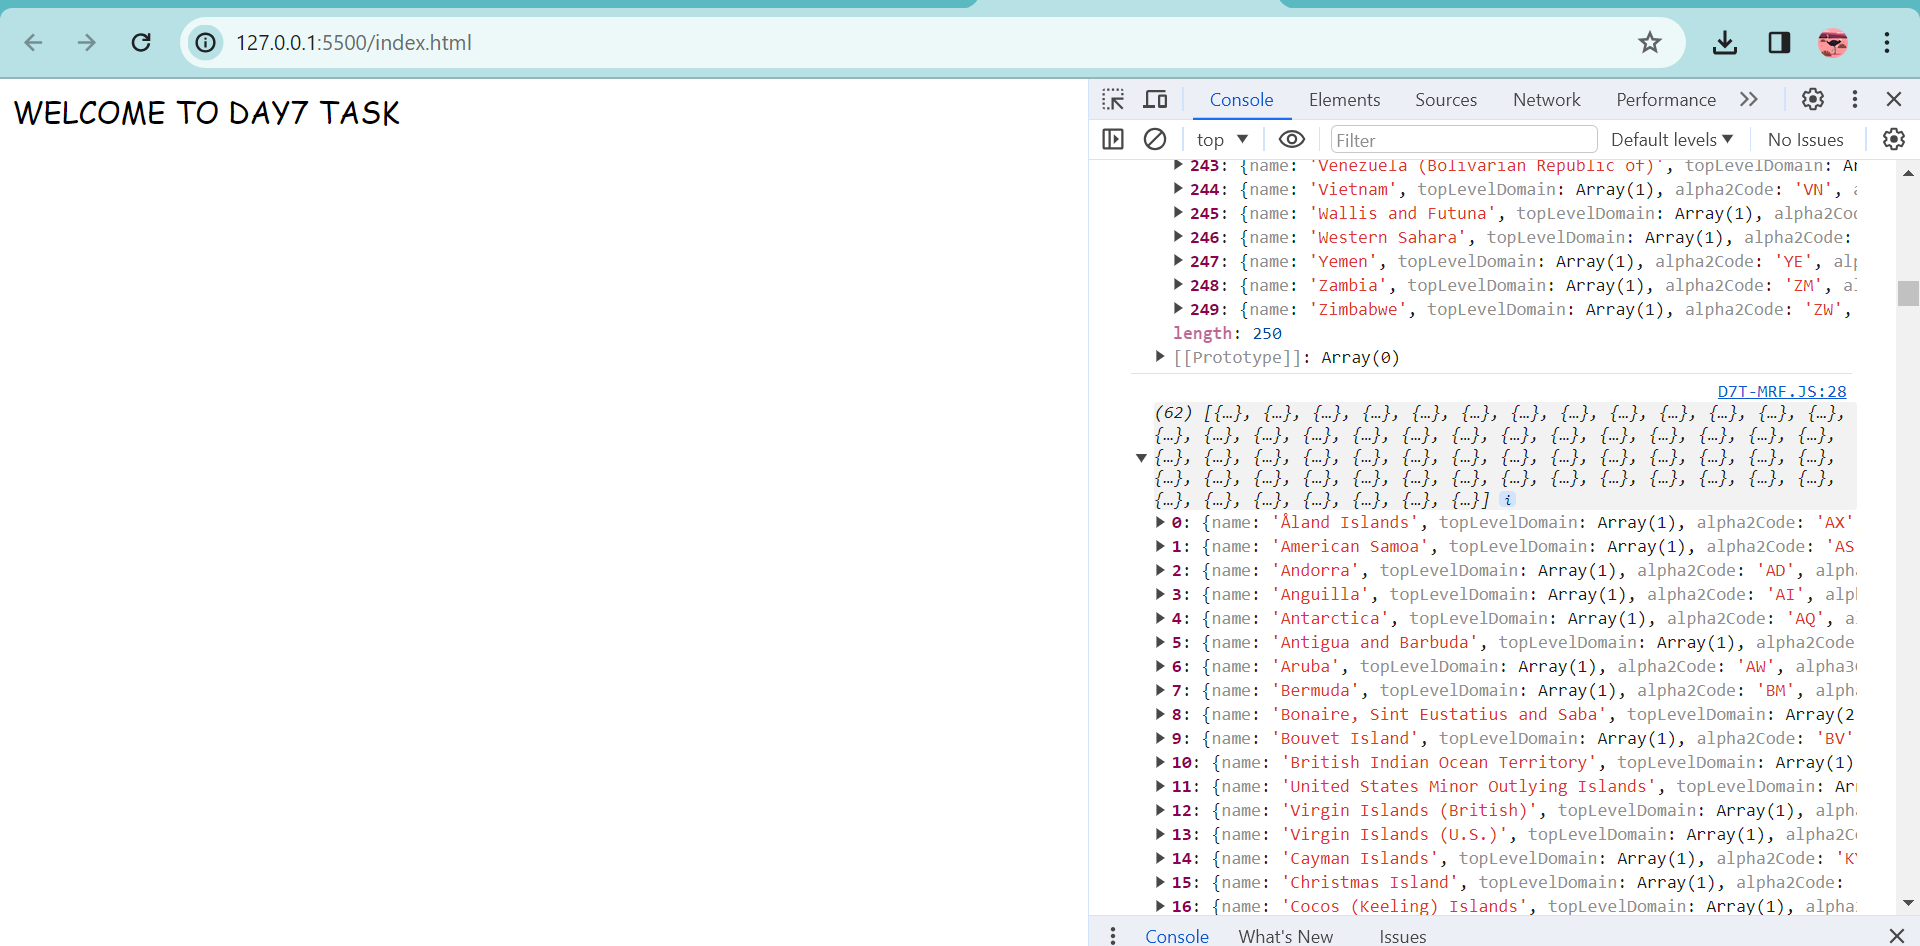 127.0.0.1:5500/index.html
WELCOME TO DAY7 TASK
Console Elements Sources Network Performance
top Filter Default levels No Issues
243: {name: 'Venezuela (Bolivarian Republic of)', topLevelDomain: Ar
244: {name: 'Vietnam', topLevelDomain: Array(1), alpha2Code: 'VN', a
245: {name: 'Wallis and Futuna', topLevelDomain: Array(1), alpha2Cod
246: {name: 'Western Sahara', topLevelDomain: Array(1), alpha2Code:
247: {name: 'Yemen', topLevelDomain: Array(1), alpha2Code: 'YE', alp
248: {name: 'Zambia', topLevelDomain: Array(1), alpha2Code: 'ZM', al
249: {name: 'Zimbabwe', topLevelDomain: Array(1), alpha2Code: 'ZW',
length: 250
[[Prototype]]: Array(0)
D7T-MRF.JS:28
(62) [{…}, {…}, {…}, {…}, {…}, {…}, {…}, {…}, {…}, {…}, {…}, {…}, {…},
{…}, {…}, {…}, {…}, {…}, {…}, {…}, {…}, {…}, {…}, {…}, {…}, {…}, {…},
{…}, {…}, {…}, {…}, {…}, {…}, {…}, {…}, {…}, {…}, {…}, {…}, {…}, {…},
{…}, {…}, {…}, {…}, {…}, {…}, {…}, {…}, {…}, {…}, {…}, {…}, {…}, {…},
{…}, {…}, {…}, {…}, {…}, {…}, {…}] i
0: {name: 'Åland Islands', topLevelDomain: Array(1), alpha2Code: 'AX'
1: {name: 'American Samoa', topLevelDomain: Array(1), alpha2Code: 'AS
2: {name: 'Andorra', topLevelDomain: Array(1), alpha2Code: 'AD', alpha
3: {name: 'Anguilla', topLevelDomain: Array(1), alpha2Code: 'AI', alp
4: {name: 'Antarctica', topLevelDomain: Array(1), alpha2Code: 'AQ', a
5: {name: 'Antigua and Barbuda', topLevelDomain: Array(1), alpha2Code
6: {name: 'Aruba', topLevelDomain: Array(1), alpha2Code: 'AW', alpha3C
7: {name: 'Bermuda', topLevelDomain: Array(1), alpha2Code: 'BM', alpha
8: {name: 'Bonaire, Sint Eustatius and Saba', topLevelDomain: Array(2
9: {name: 'Bouvet Island', topLevelDomain: Array(1), alpha2Code: 'BV'
10: {name: 'British Indian Ocean Territory', topLevelDomain: Array(1)
11: {name: 'United States Minor Outlying Islands', topLevelDomain: Arr
12: {name: 'Virgin Islands (British)', topLevelDomain: Array(1), alpha
13: {name: 'Virgin Islands (U.S.)', topLevelDomain: Array(1), alpha2Co
14: {name: 'Cayman Islands', topLevelDomain: Array(1), alpha2Code: 'KY
15: {name: 'Christmas Island', topLevelDomain: Array(1), alpha2Code:
16: {name: 'Cocos (Keeling) Islands', topLevelDomain: Array(1), alpha
Console What's New Issues